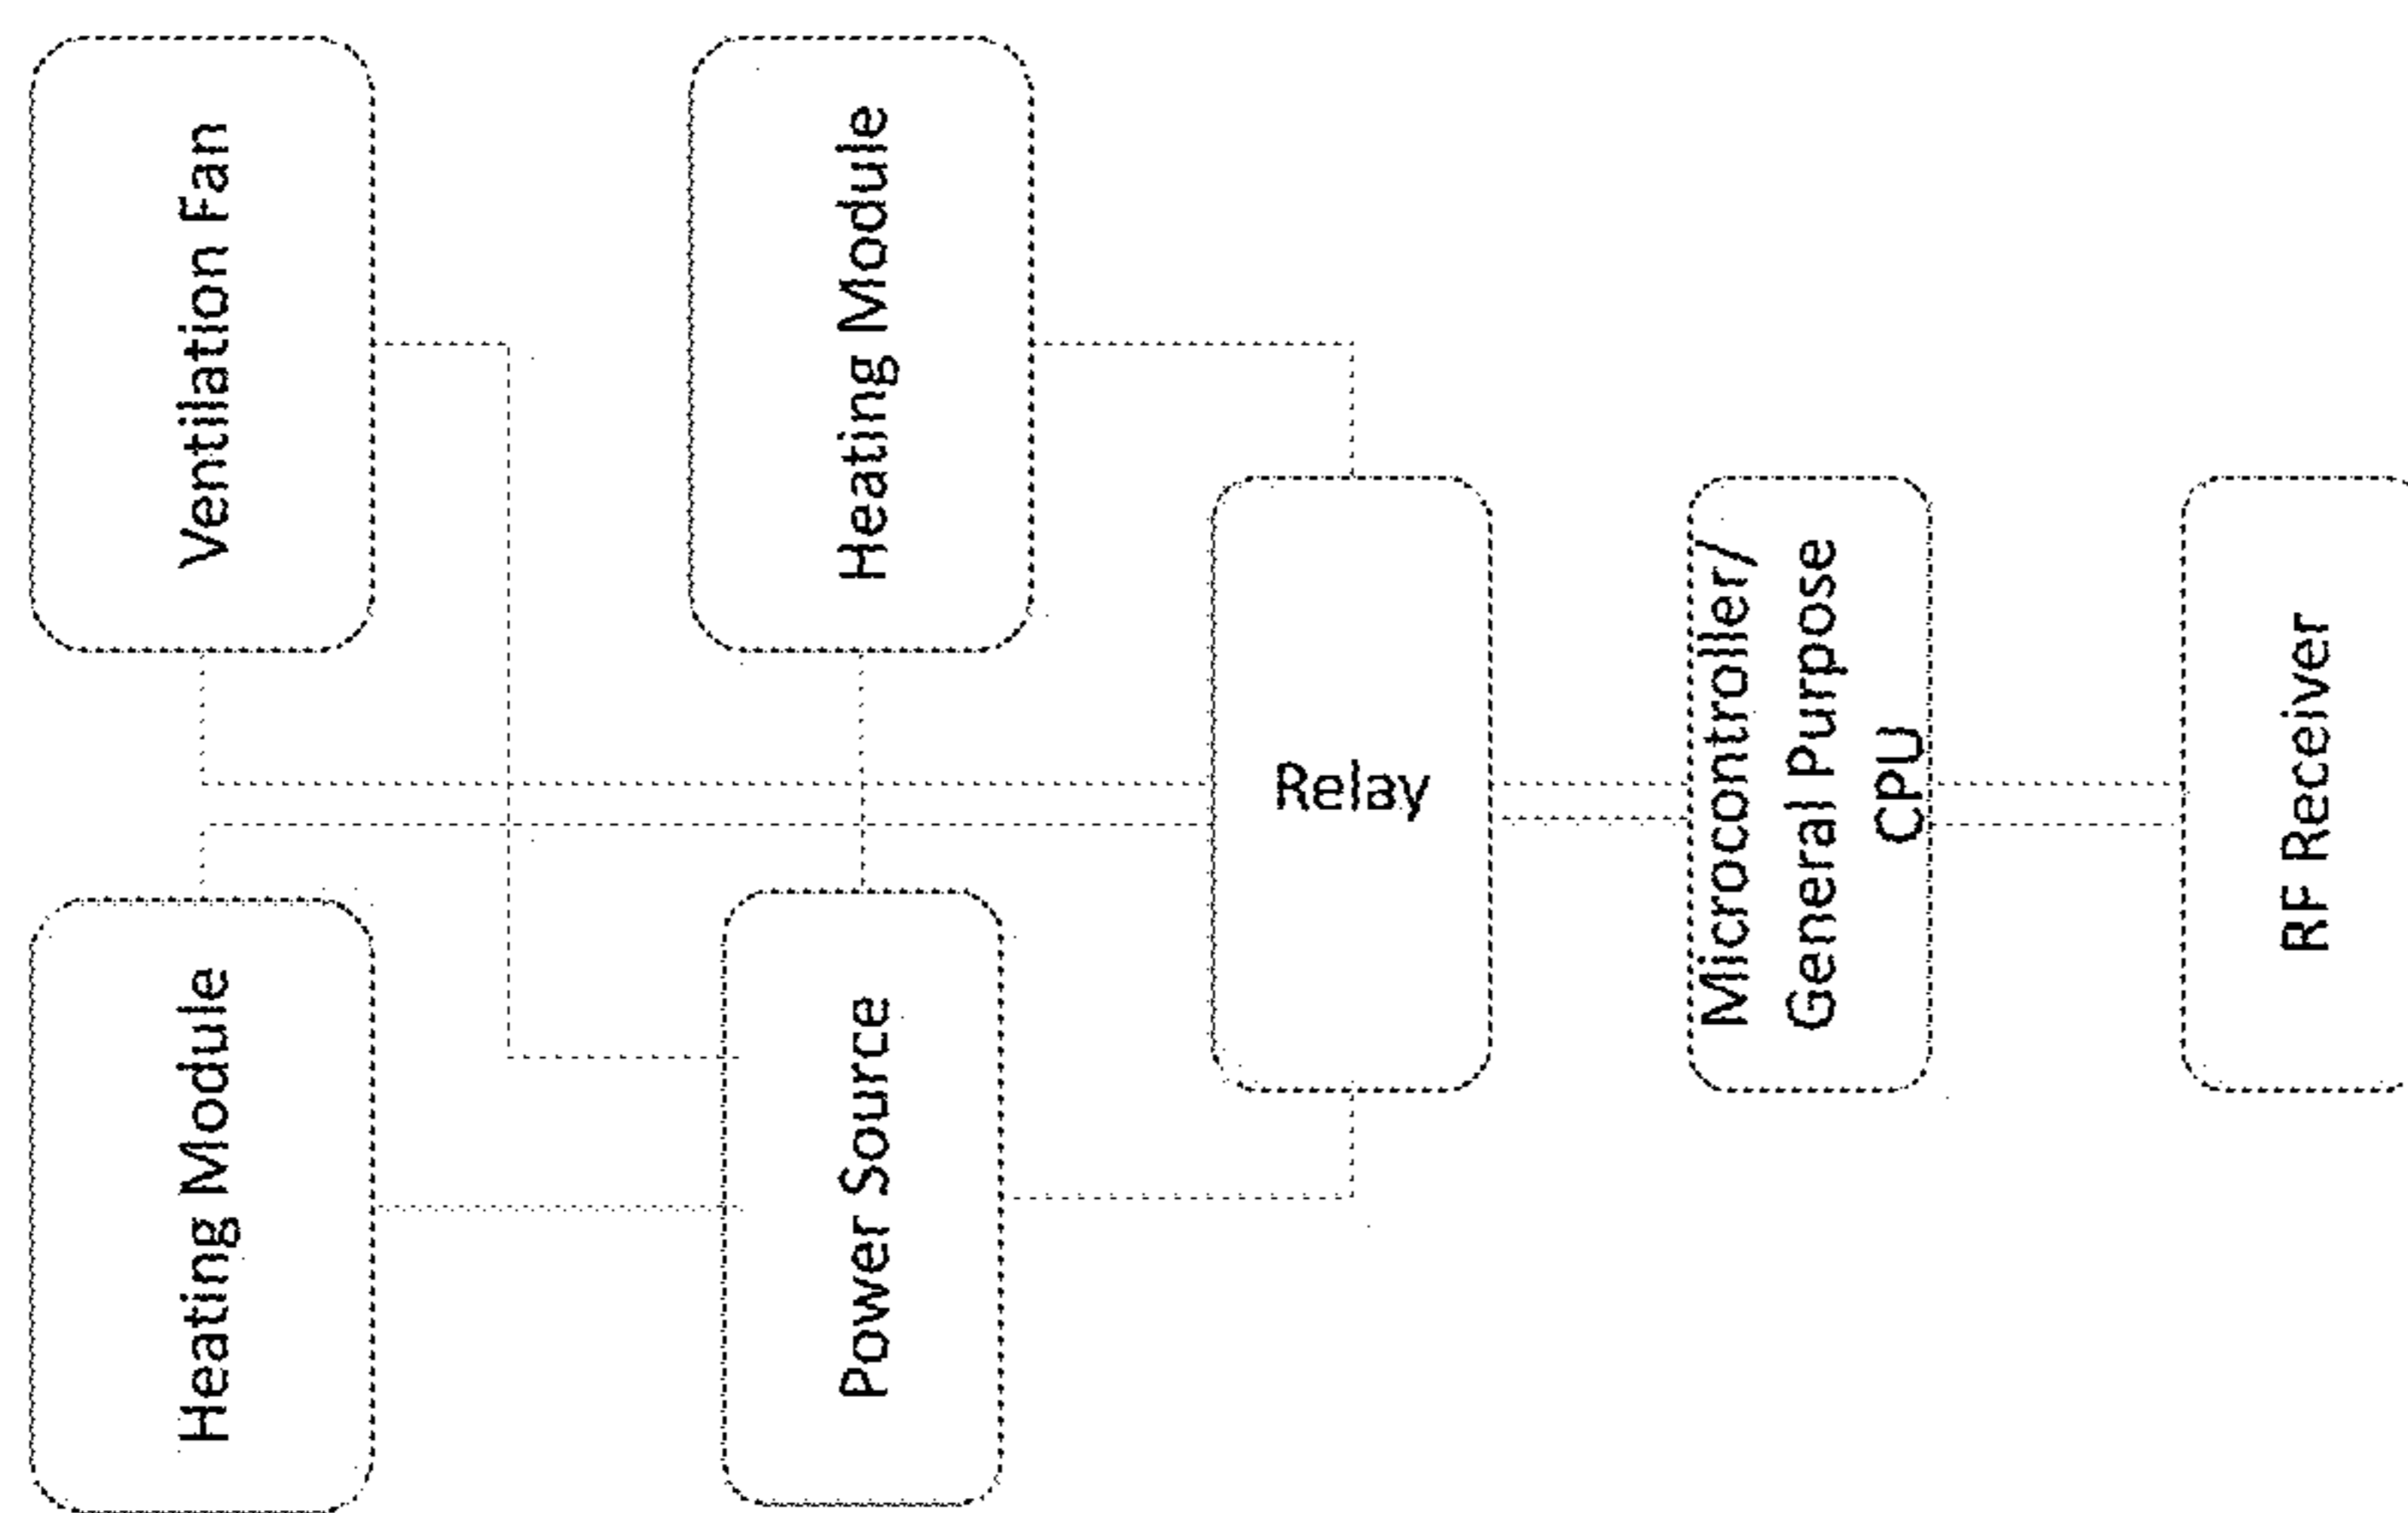 Ventilation Fan
Heating Module
Heating Module
Power Source
Relay
Microcontroller/
General Purpose
CPU
RF Receiver